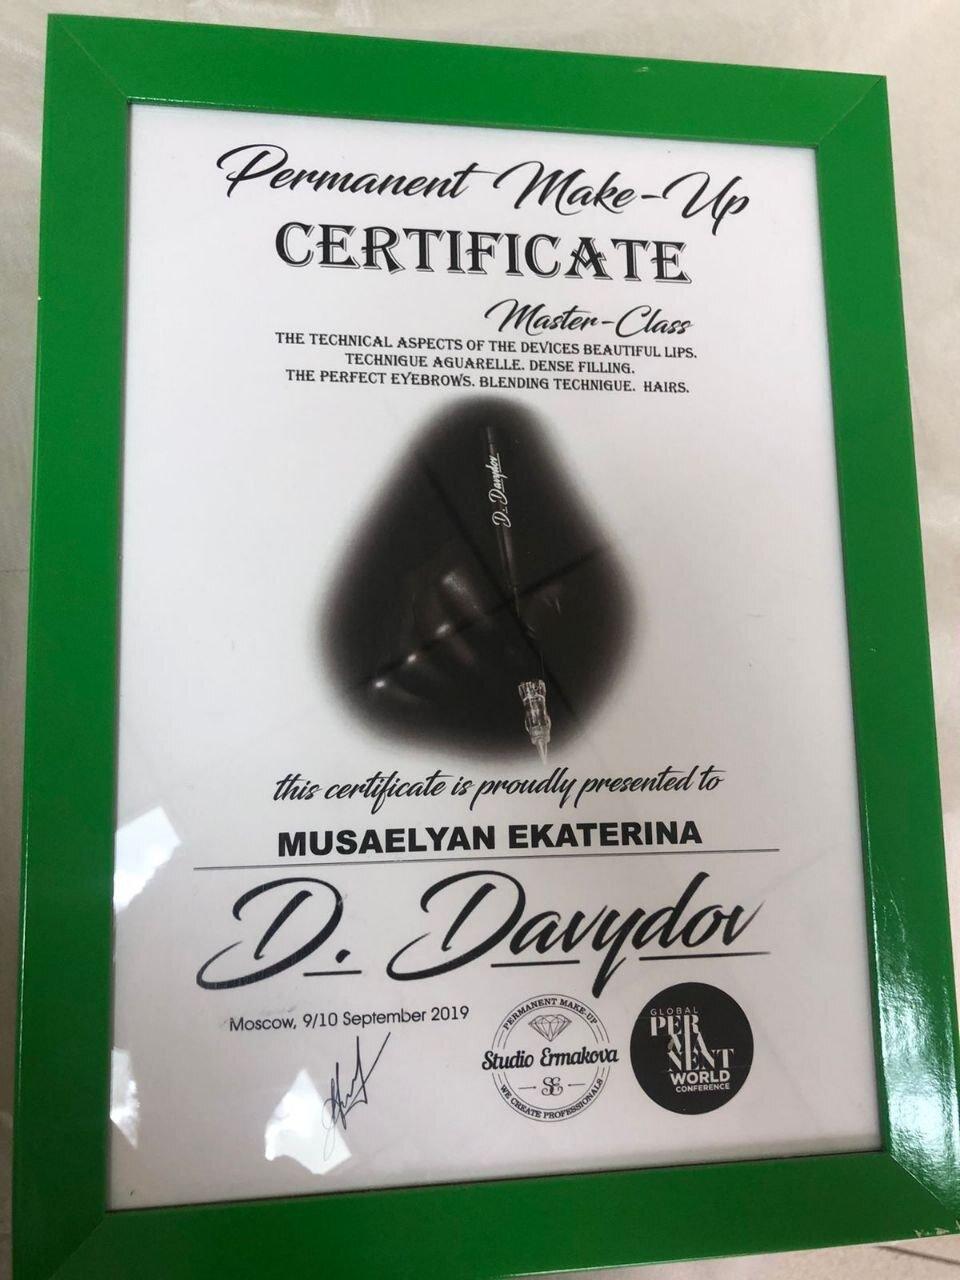 Permanent Make-Up
CERTIFICATE
Master-Class
THE TECHNICAL ASPECTS OF THE DEVICES BEAUTIFUL LIPS.
TECHNIGUE AGUARELLE. DENSE FILLING.
THE PERFECT EYEBROWS. BLENDING TECHNIGUE. HAIRS.
D. Davydov
this certificate is proudly presented to
MUSAELYAN EKATERINA
D. Davydov
Moscow, 9/10 September 2019
PERMANENT MAKE-UP
Studio Ermakova
SE
WE CREATE PROFESSIONALS
GLOBAL
PERMANENT
WORLD
CONFERENCE